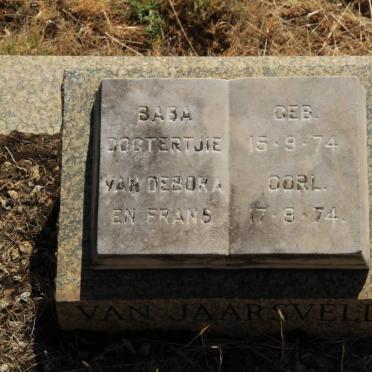 BABA
DOGTERTJIE
VAN DEBORA
EN FRANS
GEB.
15·9·74
OORL.
17·9·74.
VAN JAARSVELD